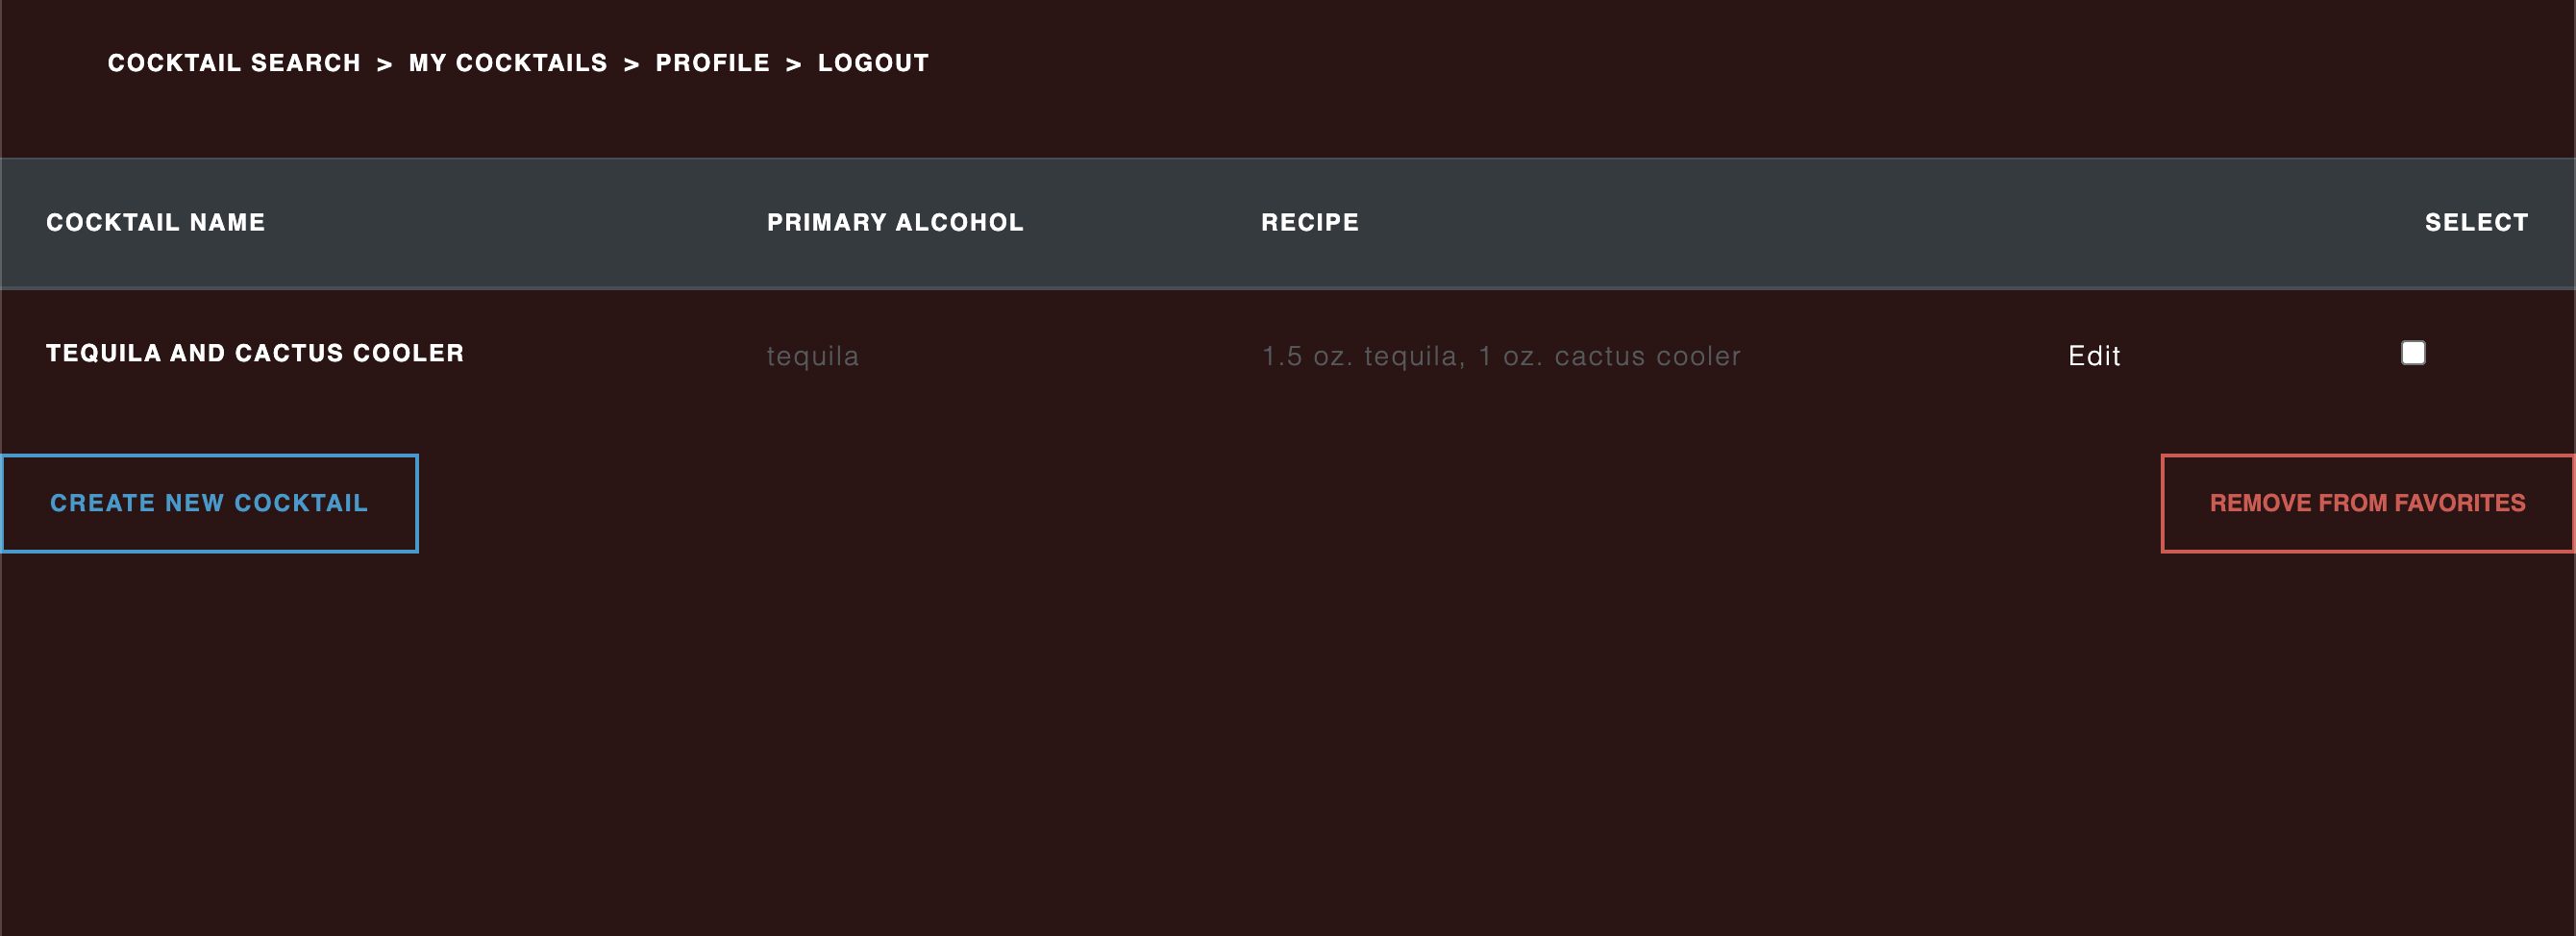 COCKTAIL SEARCH > MY COCKTAILS > PROFILE > LOGOUT
COCKTAIL NAME PRIMARY ALCOHOL RECIPE SELECT
TEQUILA AND CACTUS COOLER tequila 1.5 oz. tequila, 1 oz. cactus cooler Edit
CREATE NEW COCKTAIL REMOVE FROM FAVORITES